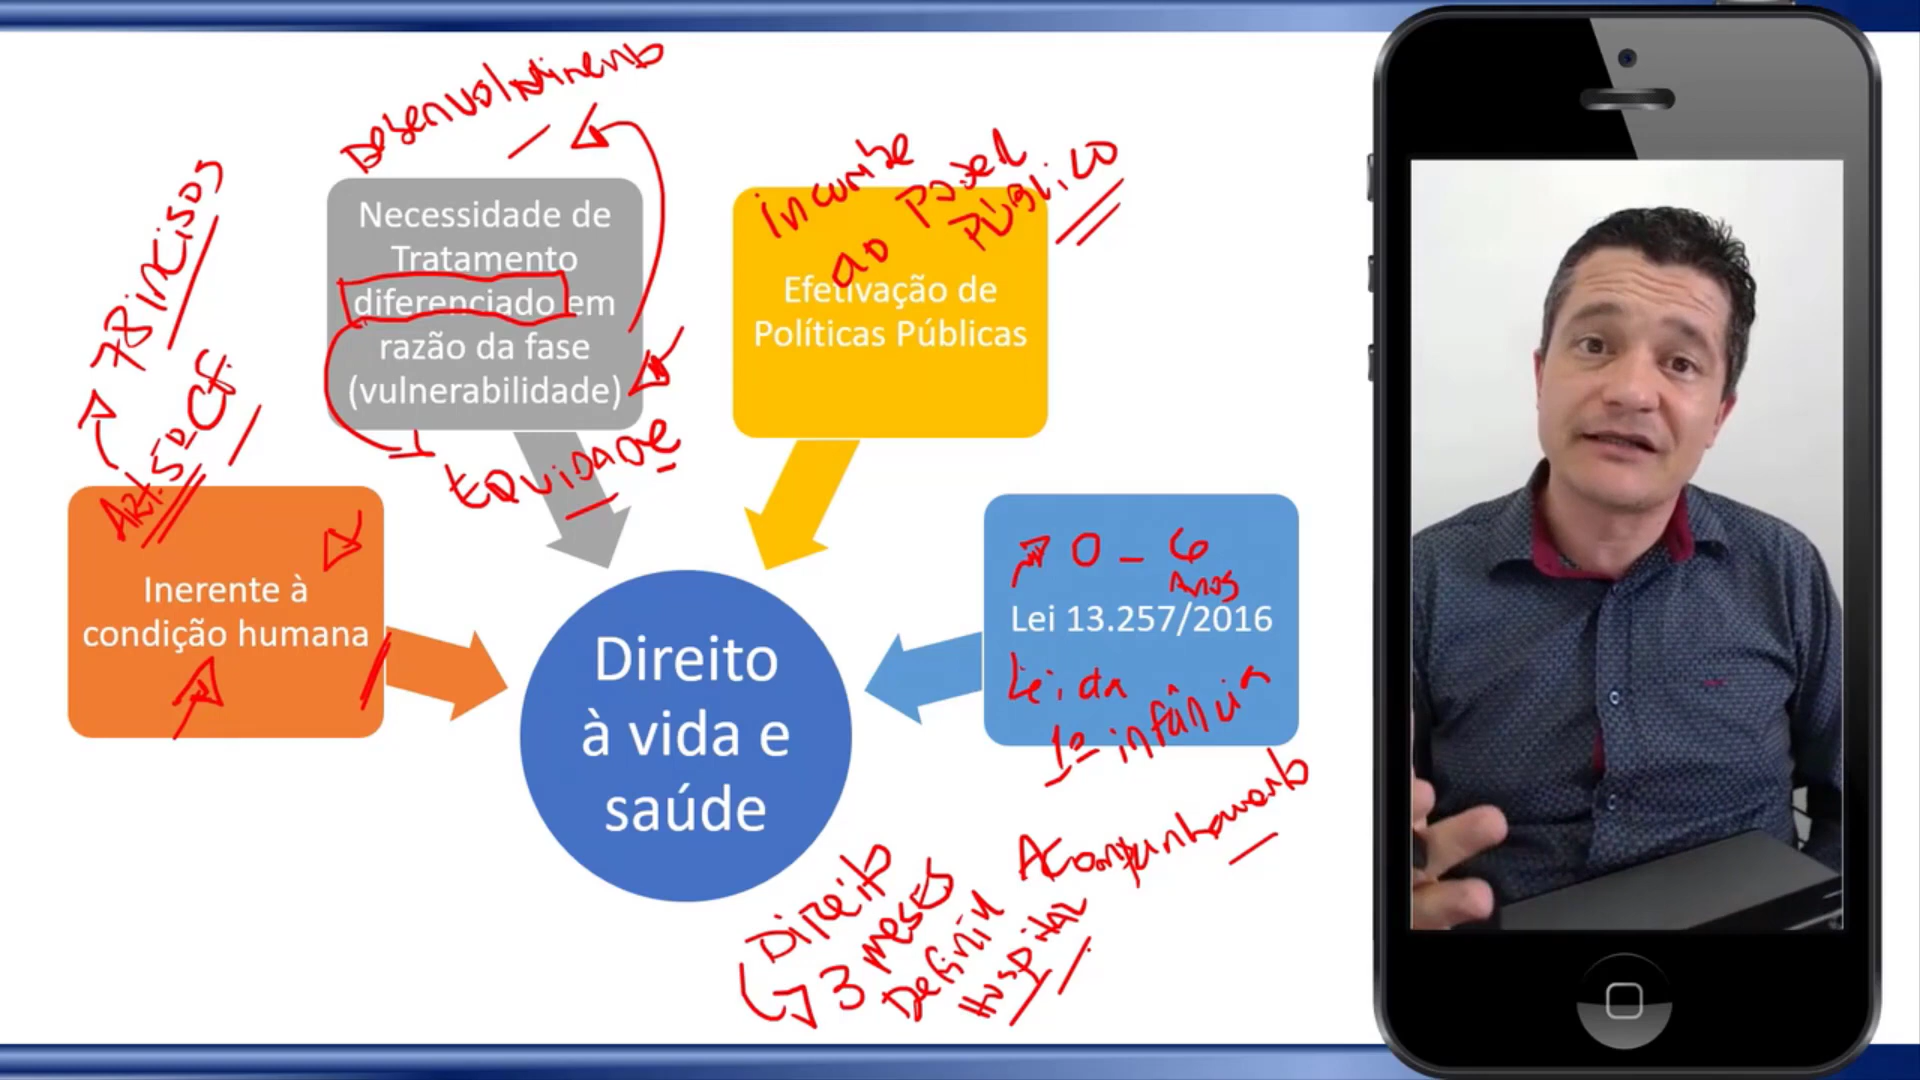 Desenvolvimento
78 incisos
Art. 5º CF.
Necessidade de
Tratamento
diferenciado em
razão da fase
(vulnerabilidade)
Equidade
Incumbe
ao Poder
Público
Efetivação de
Políticas Públicas
Inerente à
condição humana
0 - 6
Anos
Lei 13.257/2016
Lei da
1ª infância
Direito
à vida e
saúde
Acompanhamento
Direito
3 meses
Definir
Hospital